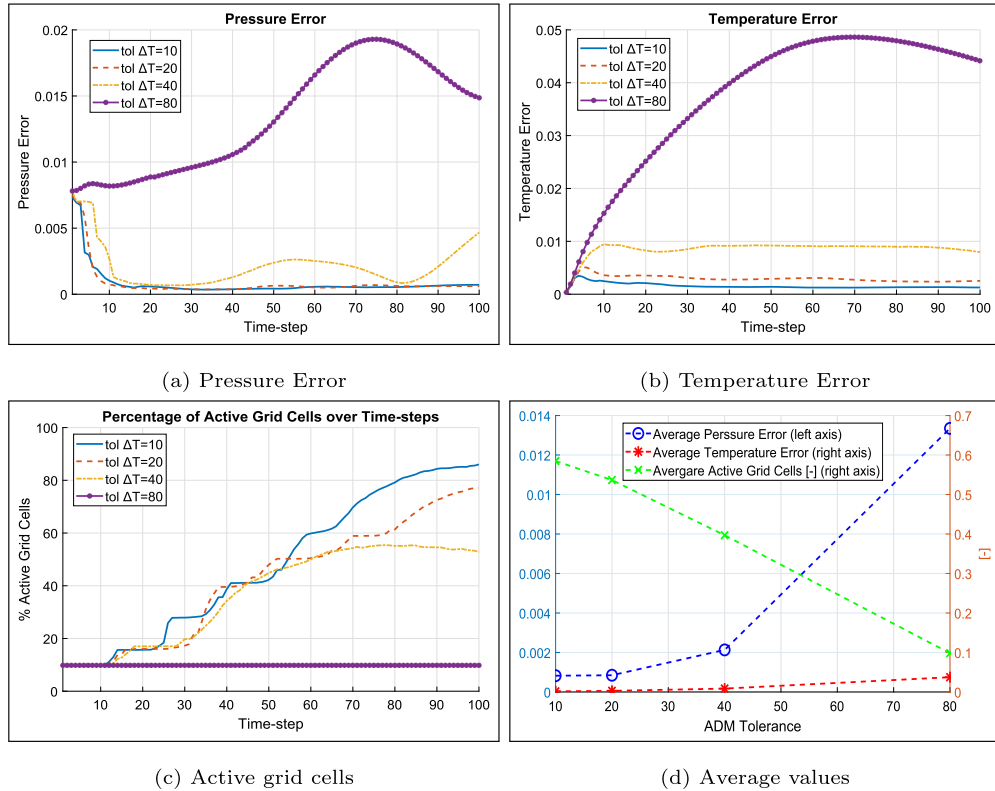 Pressure Error
tol ΔT=10
tol ΔT=20
tol ΔT=40
tol ΔT=80
Pressure Error
0.02
0.015
0.01
0.005
0
10 20 30 40 50 60 70 80 90 100
Time-step
(a) Pressure Error
Temperature Error
tol ΔT=10
tol ΔT=20
tol ΔT=40
tol ΔT=80
Temperature Error
0.05
0.04
0.03
0.02
0.01
0
10 20 30 40 50 60 70 80 90 100
Time-step
(b) Temperature Error
Percentage of Active Grid Cells over Time-steps
tol ΔT=10
tol ΔT=20
tol ΔT=40
tol ΔT=80
% Active Grid Cells
100
80
60
40
20
0
10 20 30 40 50 60 70 80 90 100
Time-step
(c) Active grid cells
Average Perssure Error (left axis)
Average Temperature Error (right axis)
Avergare Active Grid Cells [-] (right axis)
0.014
0.012
0.01
0.008
0.006
0.004
0.002
0
0.7
0.6
0.5
0.4
0.3
0.2
0.1
0
[-]
10 20 30 40 50 60 70 80
ADM Tolerance
(d) Average values